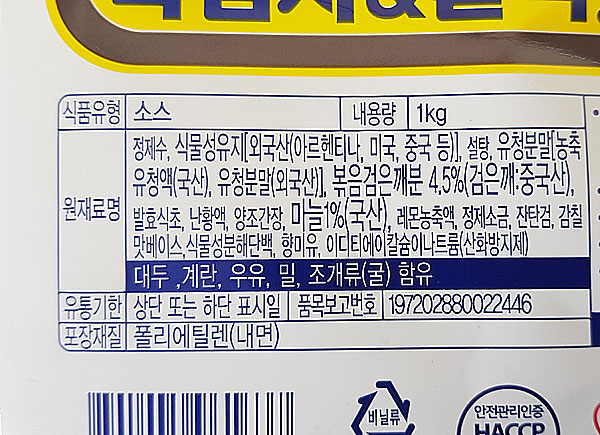 식품유형 소스 내용량 1kg
원재료명
정제수, 식물성유지[외국산(아르헨티나, 미국, 중국 등)], 설탕, 유청분말[농축
유청액(국산), 유청분말(외국산)], 볶음검은깨분 4.5%(검은깨:중국산),
발효식초, 난황액, 양조간장, 마늘1%(국산), 레몬농축액, 정제소금, 잔탄검, 감칠
맛베이스, 식물성분해단백, 향미유, 이디티에이칼슘이나트륨(산화방지제)
대두 ,계란, 우유, 밀, 조개류(굴) 함유
유통기한 상단 또는 하단 표시일 품목보고번호 197202880022446
포장재질 폴리에틸렌(내면)
비닐류
안전관리인증
HACCP